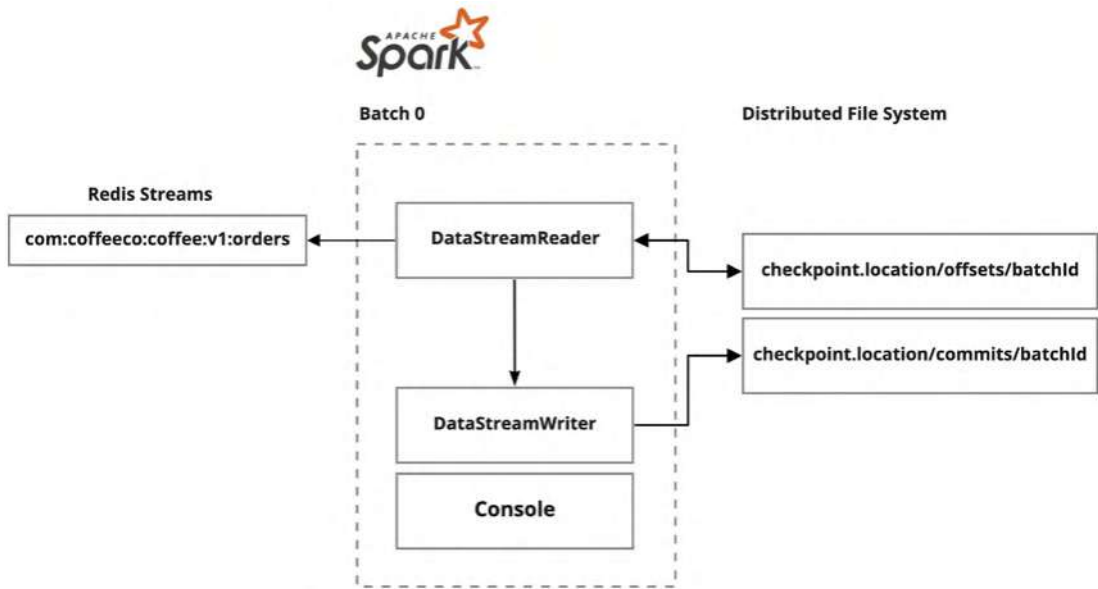 APACHE
Spark
Batch 0
Distributed File System
Redis Streams
com:coffeeco:coffee:v1:orders
DataStreamReader
checkpoint.location/offsets/batchId
checkpoint.location/commits/batchId
DataStreamWriter
Console